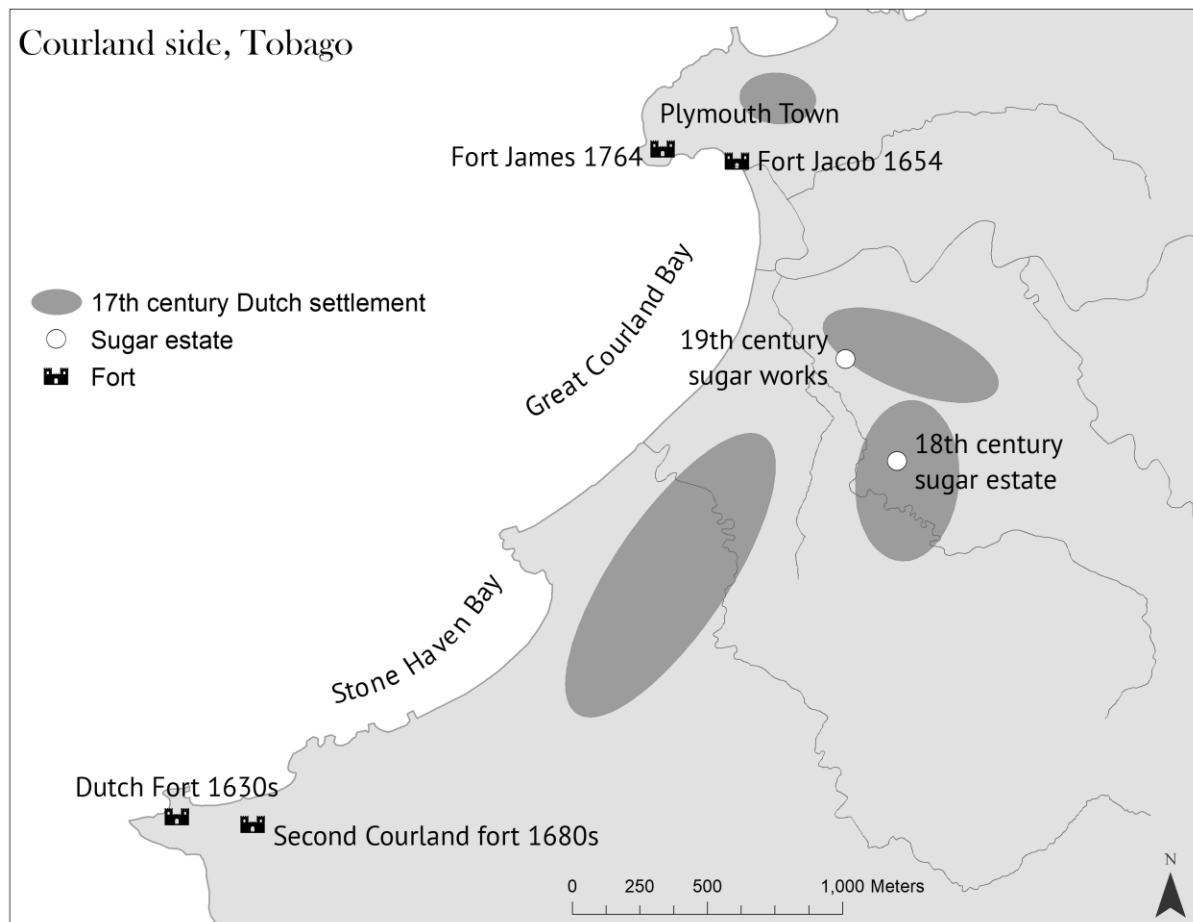 Courland side, Tobago
Plymouth Town
Fort James 1764
Fort Jacob 1654
Great Courland Bay
17th century Dutch settlement
Sugar estate
Fort
19th century
sugar works
18th century
sugar estate
Stone Haven Bay
Dutch Fort 1630s
Second Courland fort 1680s
0 250 500 1,000 Meters
N